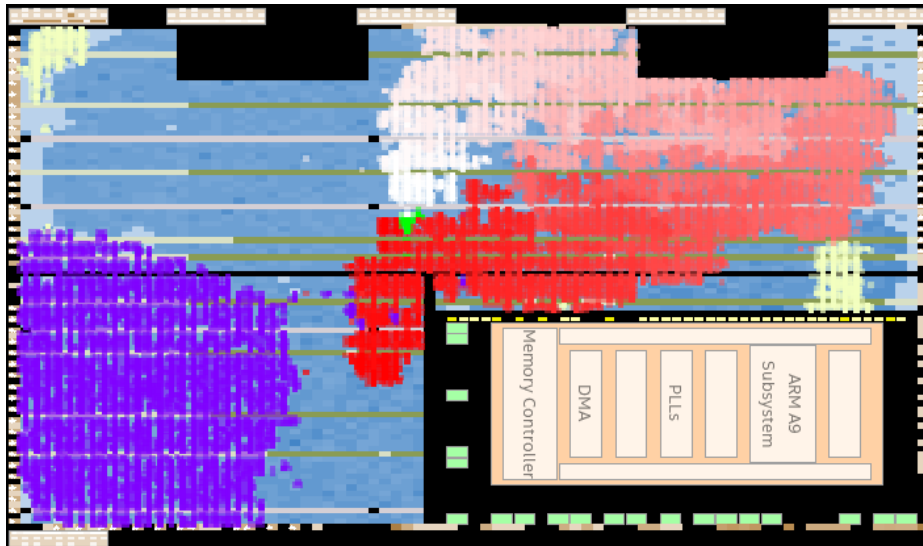 Memory Controller
DMA
PLLs
ARM A9
Subsystem